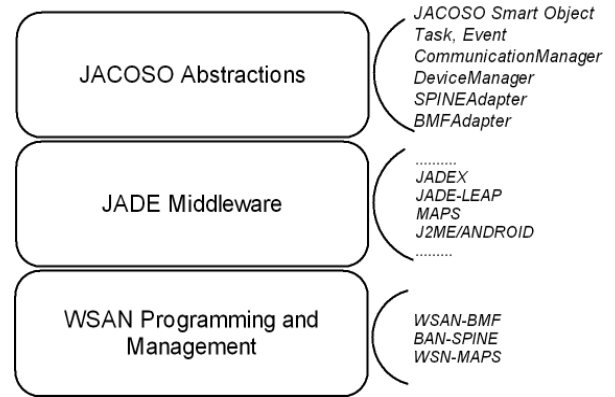 JACOSO Abstractions
JACOSO Smart Object
Task, Event
CommunicationManager
DeviceManager
SPINEAdapter
BMFAdapter
JADE Middleware
..........
JADEX
JADE-LEAP
MAPS
J2ME/ANDROID
.........
WSAN Programming and
Management
WSAN-BMF
BAN-SPINE
WSN-MAPS